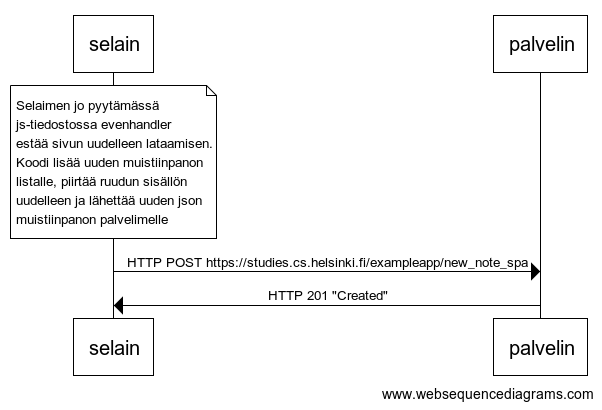 selain
palvelin
Selaimen jo pyytämässä
js-tiedostossa evenhandler
estää sivun uudelleen lataamisen.
Koodi lisää uuden muistiinpanon
listalle, piirtää ruudun sisällön
uudelleen ja lähettää uuden json
muistiinpanon palvelimelle
HTTP POST https://studies.cs.helsinki.fi/exampleapp/new_note_spa
HTTP 201 "Created"
selain
palvelin
www.websequencediagrams.com